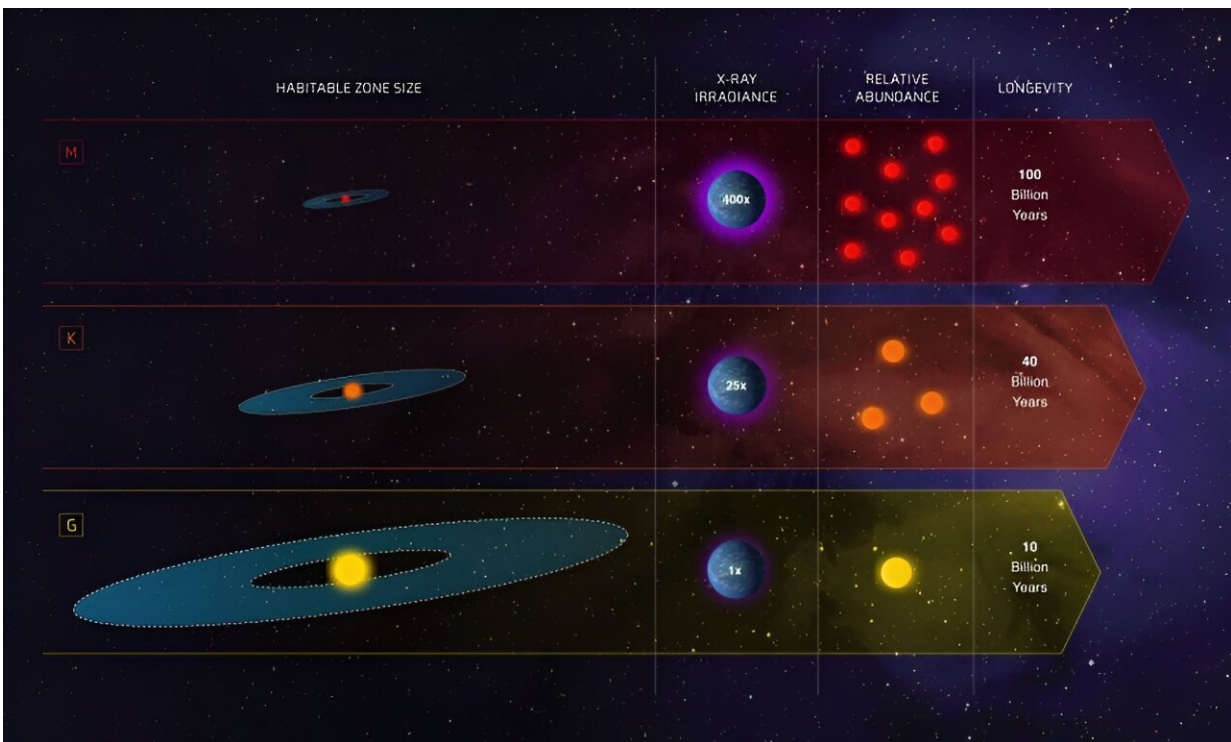 HABITABLE ZONE SIZE
X-RAY
IRRADIANCE
RELATIVE
ABUNDANCE
LONGEVITY
M
400x
100
Billion
Years
K
25x
40
Billion
Years
G
1x
10
Billion
Years